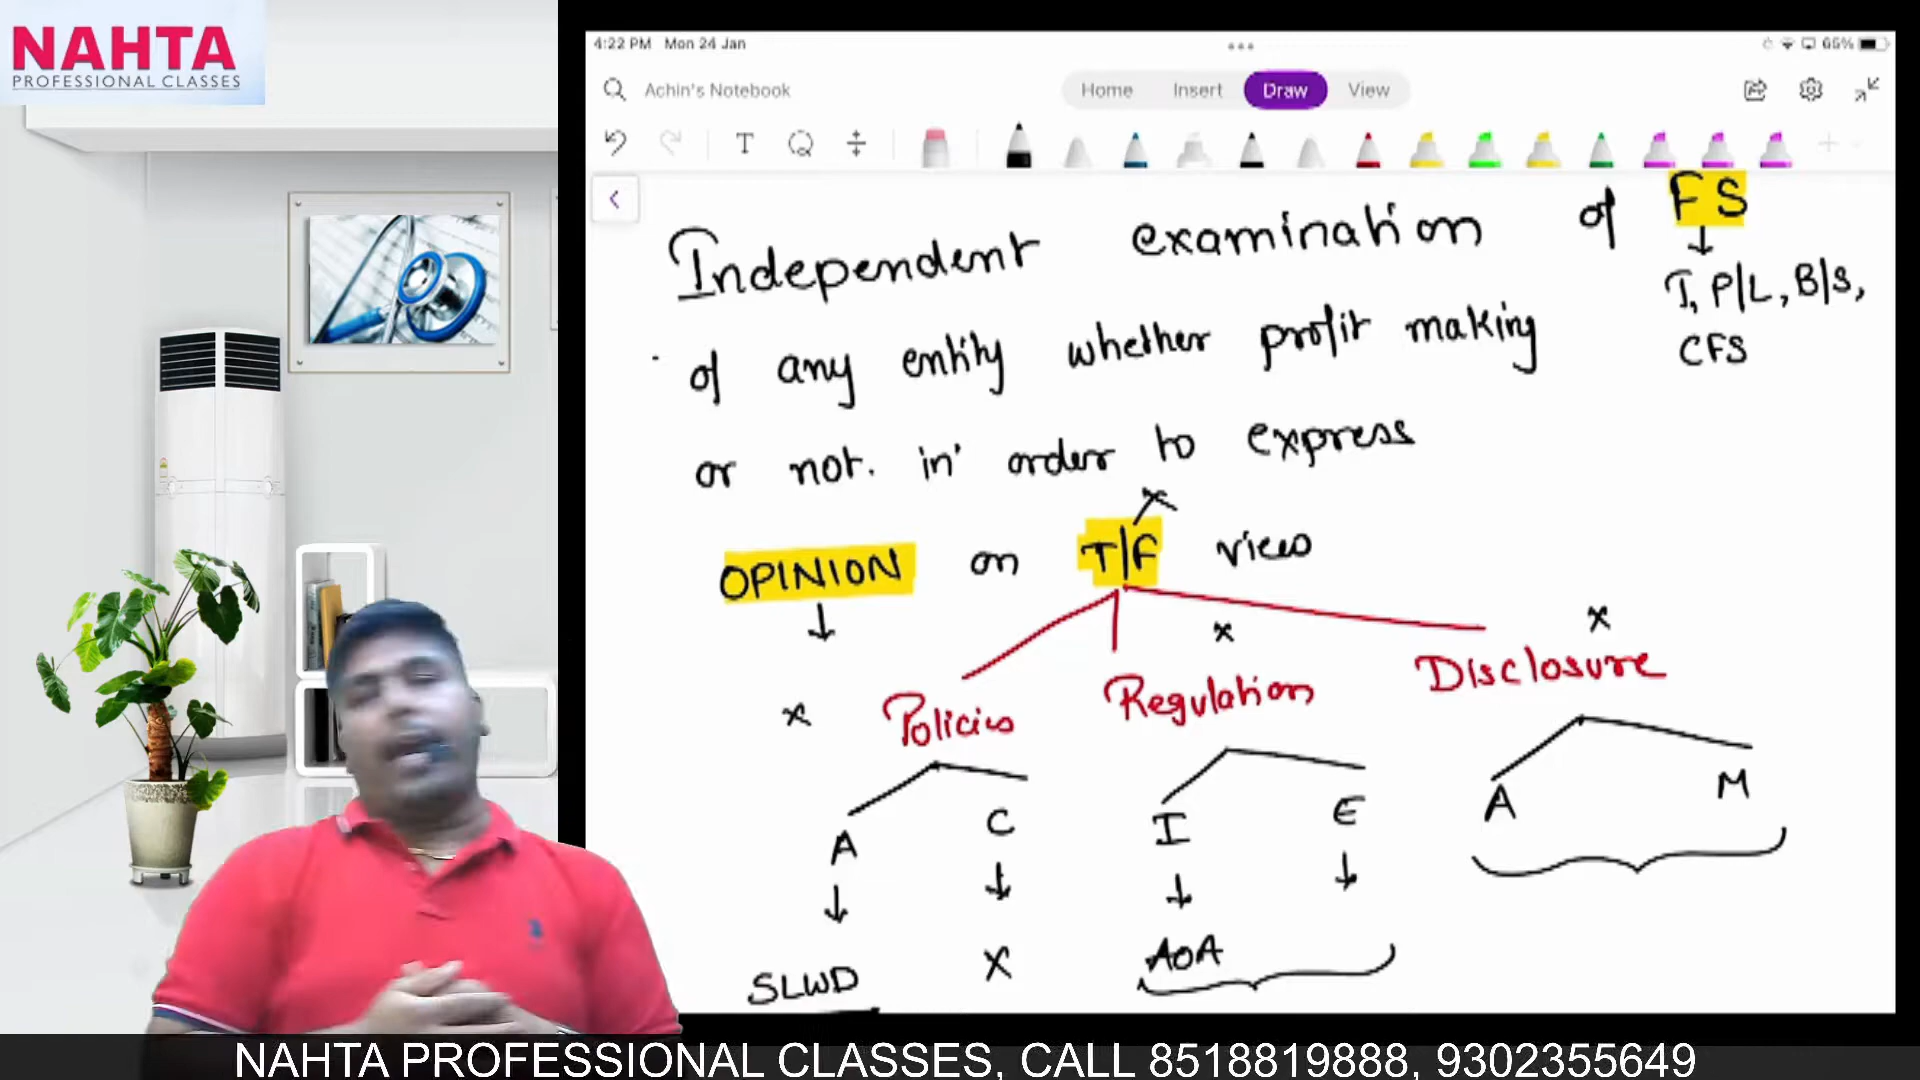 NAHTA
PROFESSIONAL CLASSES
4:22 PM Mon 24 Jan
65%
Achin's Notebook
Home Insert Draw View
T
Independent examination of FS
T, P/L, B/S,
CFS
of any entity whether profit making
or not. in order to express
OPINION on T/F view
x
x x
x Policies Regulation Disclosure
A C I E A M
SLWD x AOA
NAHTA PROFESSIONAL CLASSES, CALL 8518819888, 9302355649